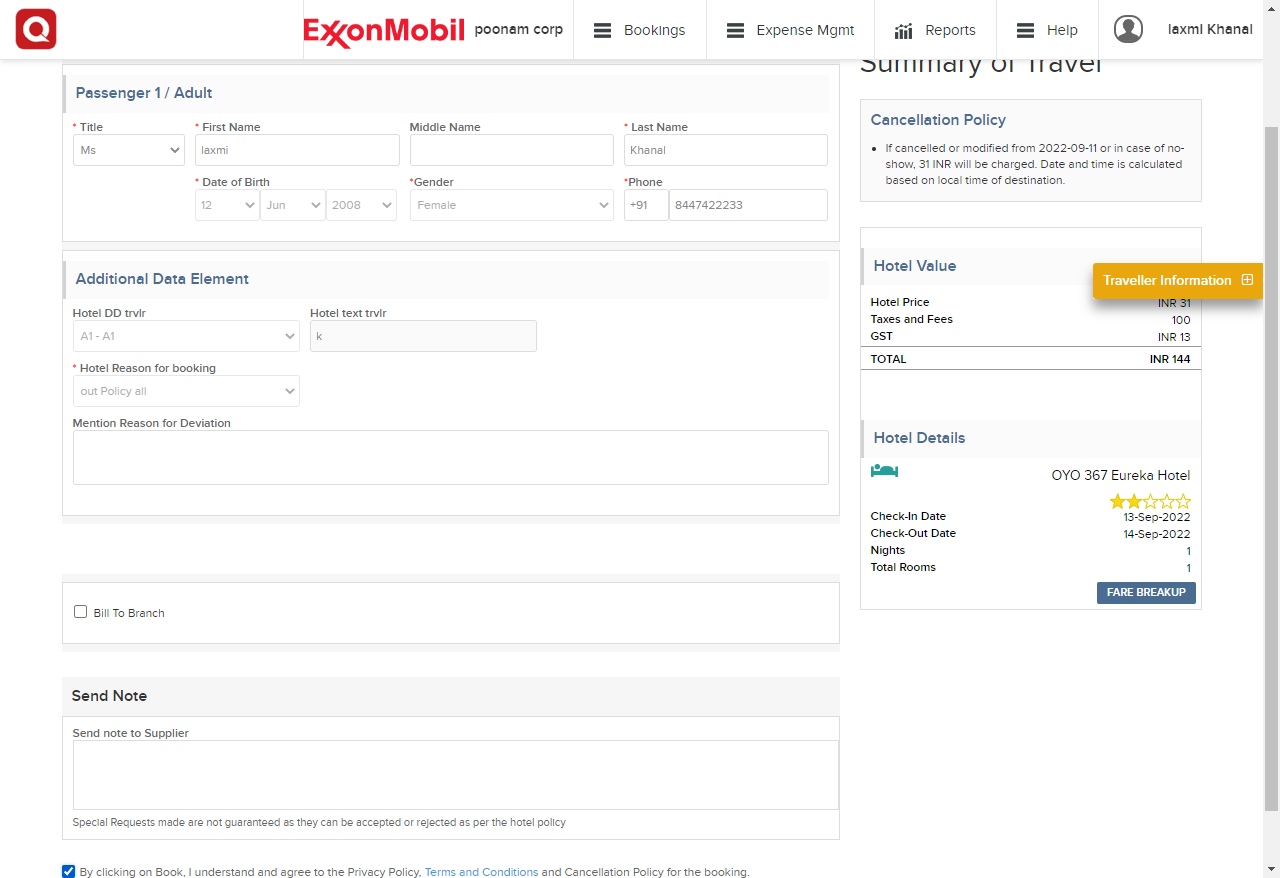 Q
ExxonMobil
poonam corp
Bookings
Expense Mgmt
Reports
Help
laxmi Khanal
Passenger 1 / Adult
* Title
* First Name
Middle Name
* Last Name
Ms
laxmi
Khanal
* Date of Birth
*Gender
*Phone
12
Jun
2008
Female
+91
8447422233
Additional Data Element
Hotel DD trvlr
Hotel text trvlr
A1 - A1
k
* Hotel Reason for booking
out Policy all
Mention Reason for Deviation
Bill To Branch
Send Note
Send note to Supplier
Special Requests made are not guaranteed as they can be accepted or rejected as per the hotel policy
By clicking on Book, I understand and agree to the Privacy Policy, Terms and Conditions and Cancellation Policy for the booking.
Summary of Travel
Cancellation Policy
• If cancelled or modified from 2022-09-11 or in case of no-
show, 31 INR will be charged. Date and time is calculated
based on local time of destination.
Hotel Value
Traveller Information
Hotel Price INR 31
Taxes and Fees 100
GST INR 13
TOTAL INR 144
Hotel Details
OYO 367 Eureka Hotel
Check-In Date 13-Sep-2022
Check-Out Date 14-Sep-2022
Nights 1
Total Rooms 1
FARE BREAKUP